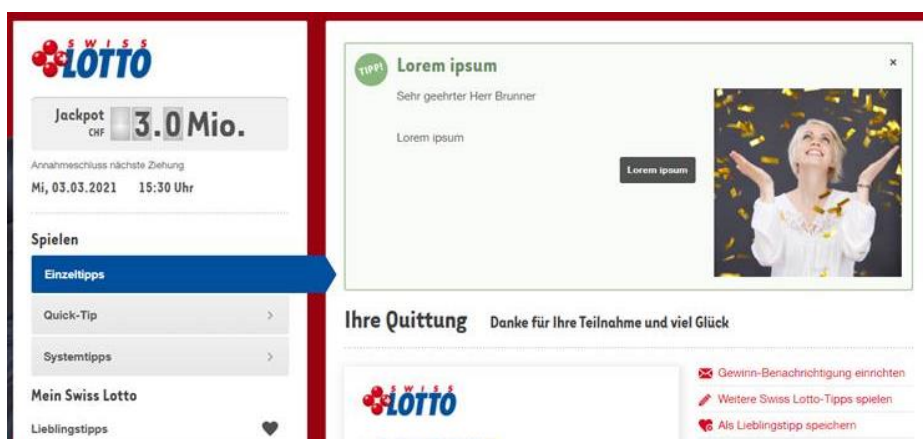 SWISS
LOTTO
Jackpot
CHF
3.0 Mio.
Annahmeschluss nächste Ziehung
Mi, 03.03.2021 15:30 Uhr
Spielen
Einzeltipps
Quick-Tip
Systemtipps
Mein Swiss Lotto
Lieblingstipps
TIPP!
Lorem ipsum
×
Sehr geehrter Herr Brunner
Lorem ipsum
Lorem ipsum
Ihre Quittung Danke für Ihre Teilnahme und viel Glück
SWISS
LOTTO
Gewinn-Benachrichtigung einrichten
Weitere Swiss Lotto-Tipps spielen
Als Lieblingstipp speichern